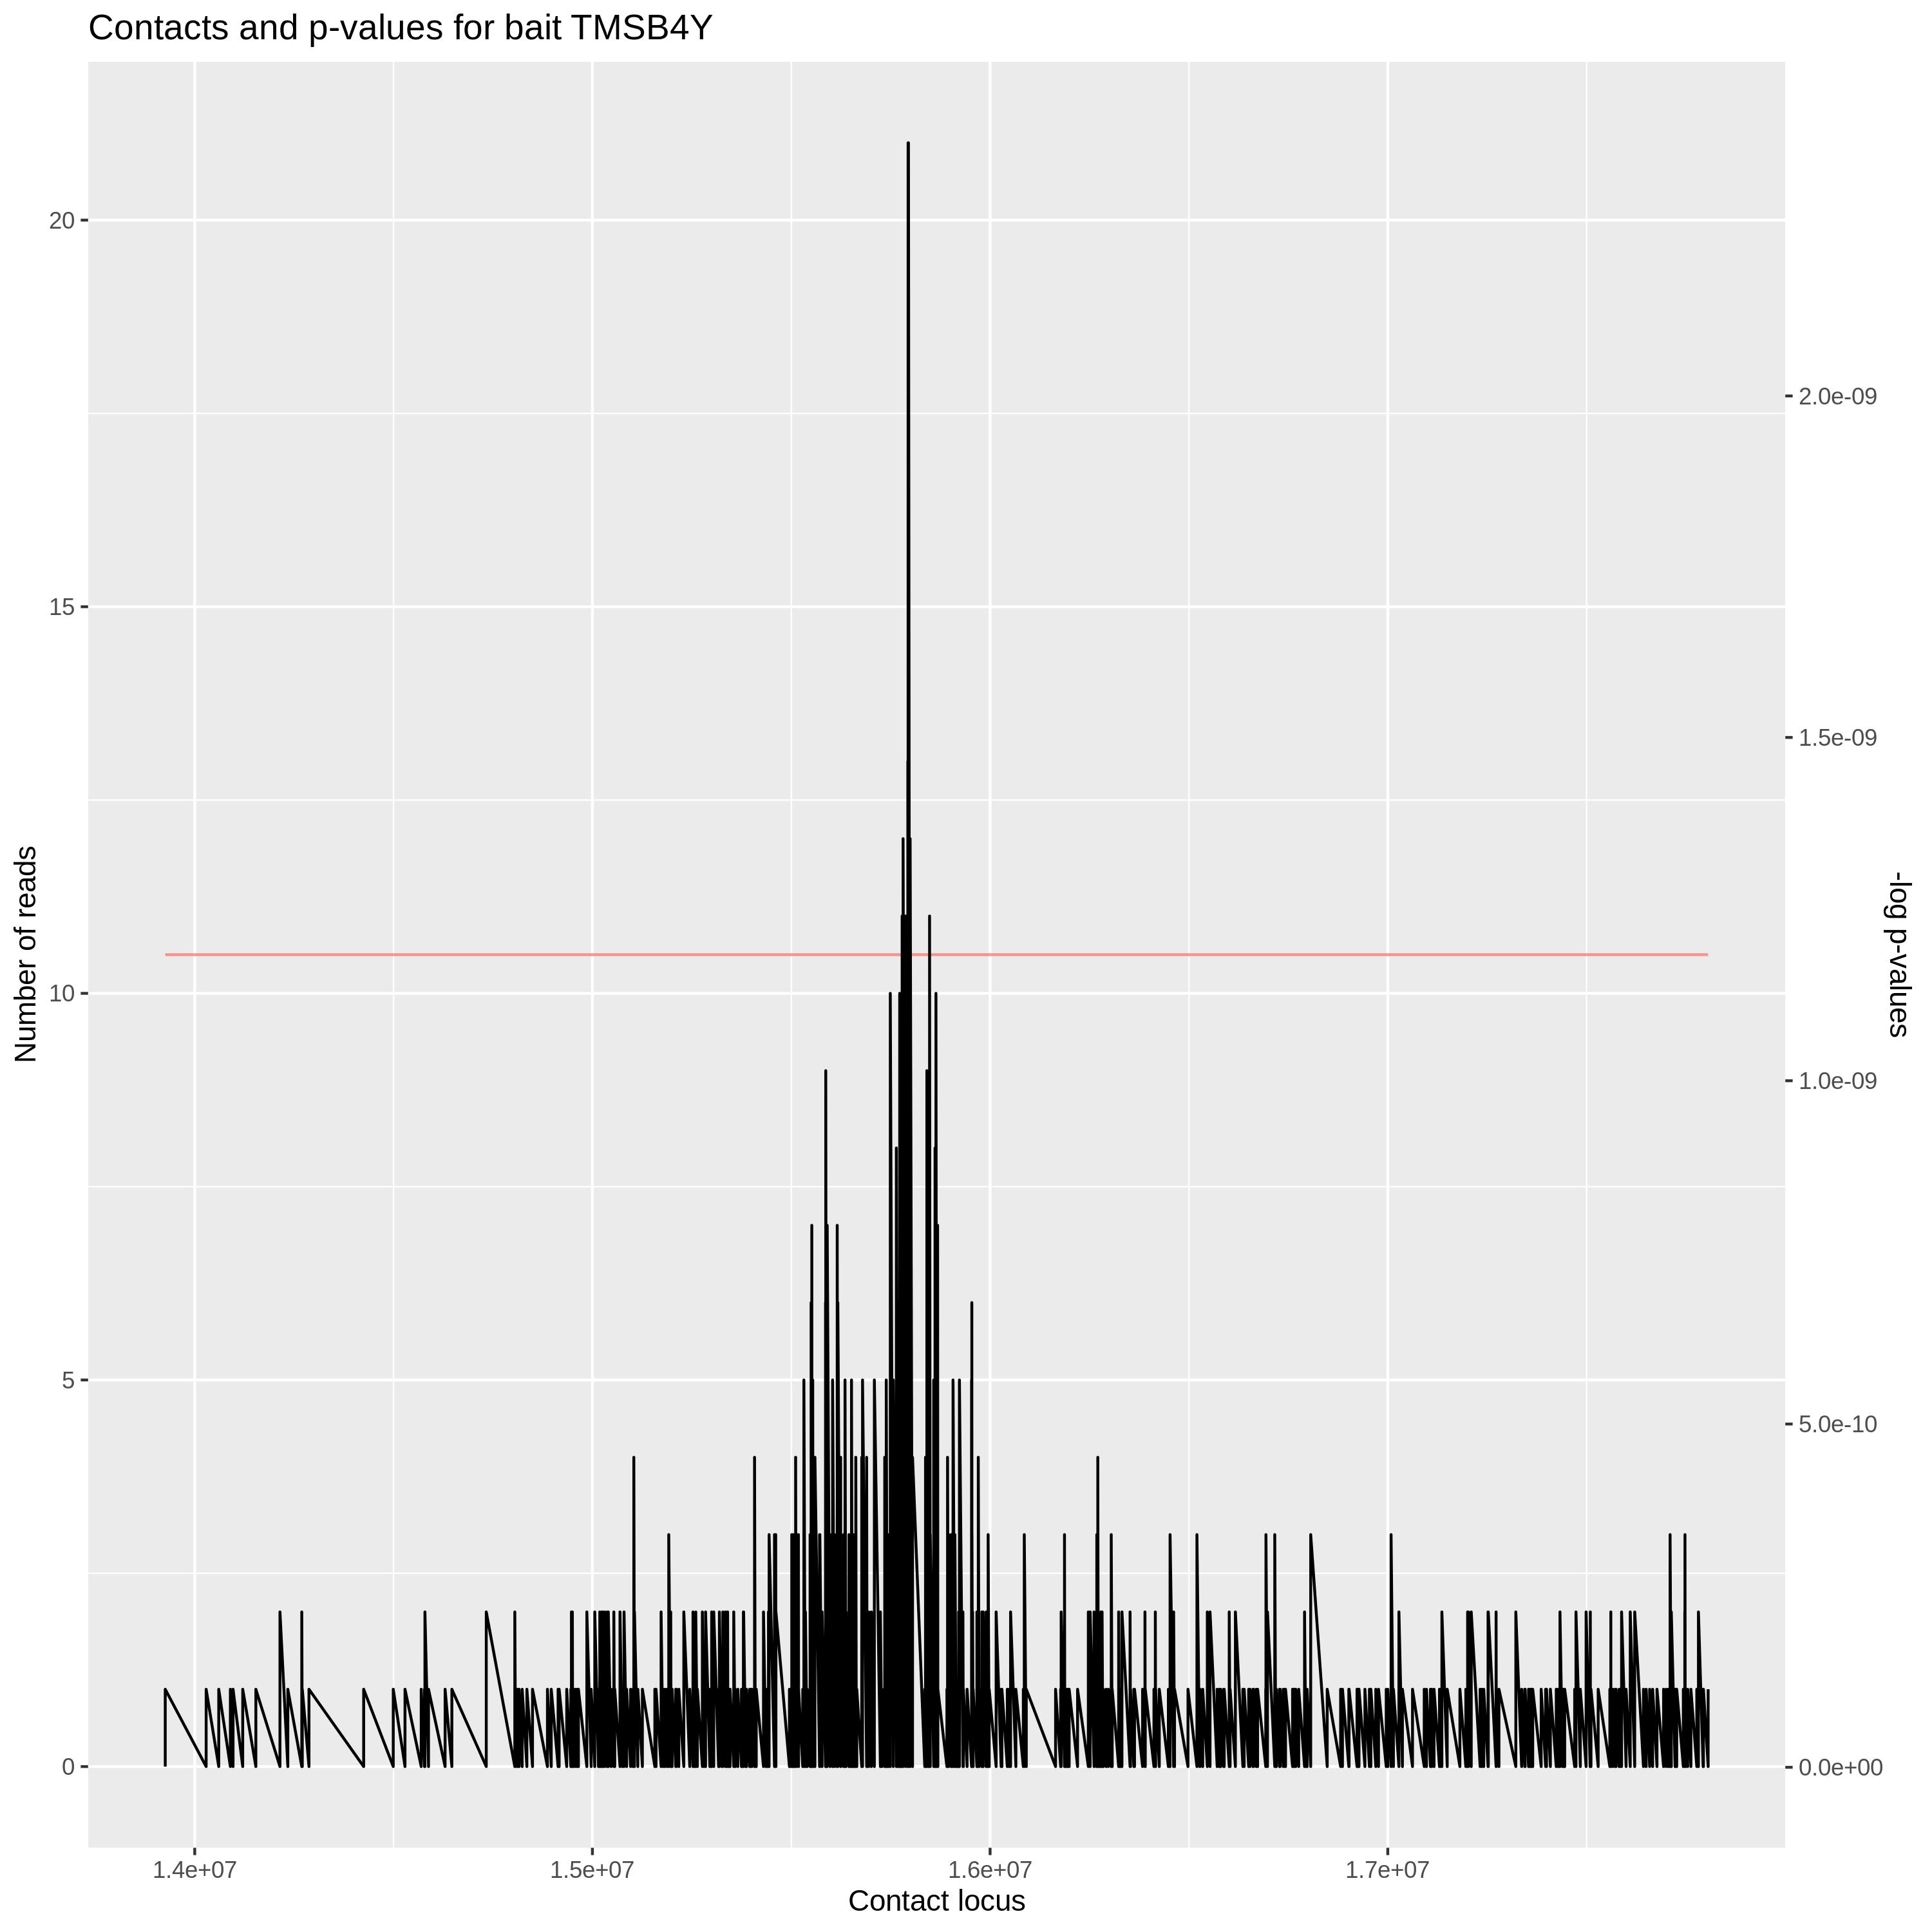 Contacts and p-values for bait TMSB4Y
20
15
10
5
0
Number of reads
2.0e-09
1.5e-09
1.0e-09
5.0e-10
0.0e+00
-log p-values
1.4e+07
1.5e+07
1.6e+07
1.7e+07
Contact locus